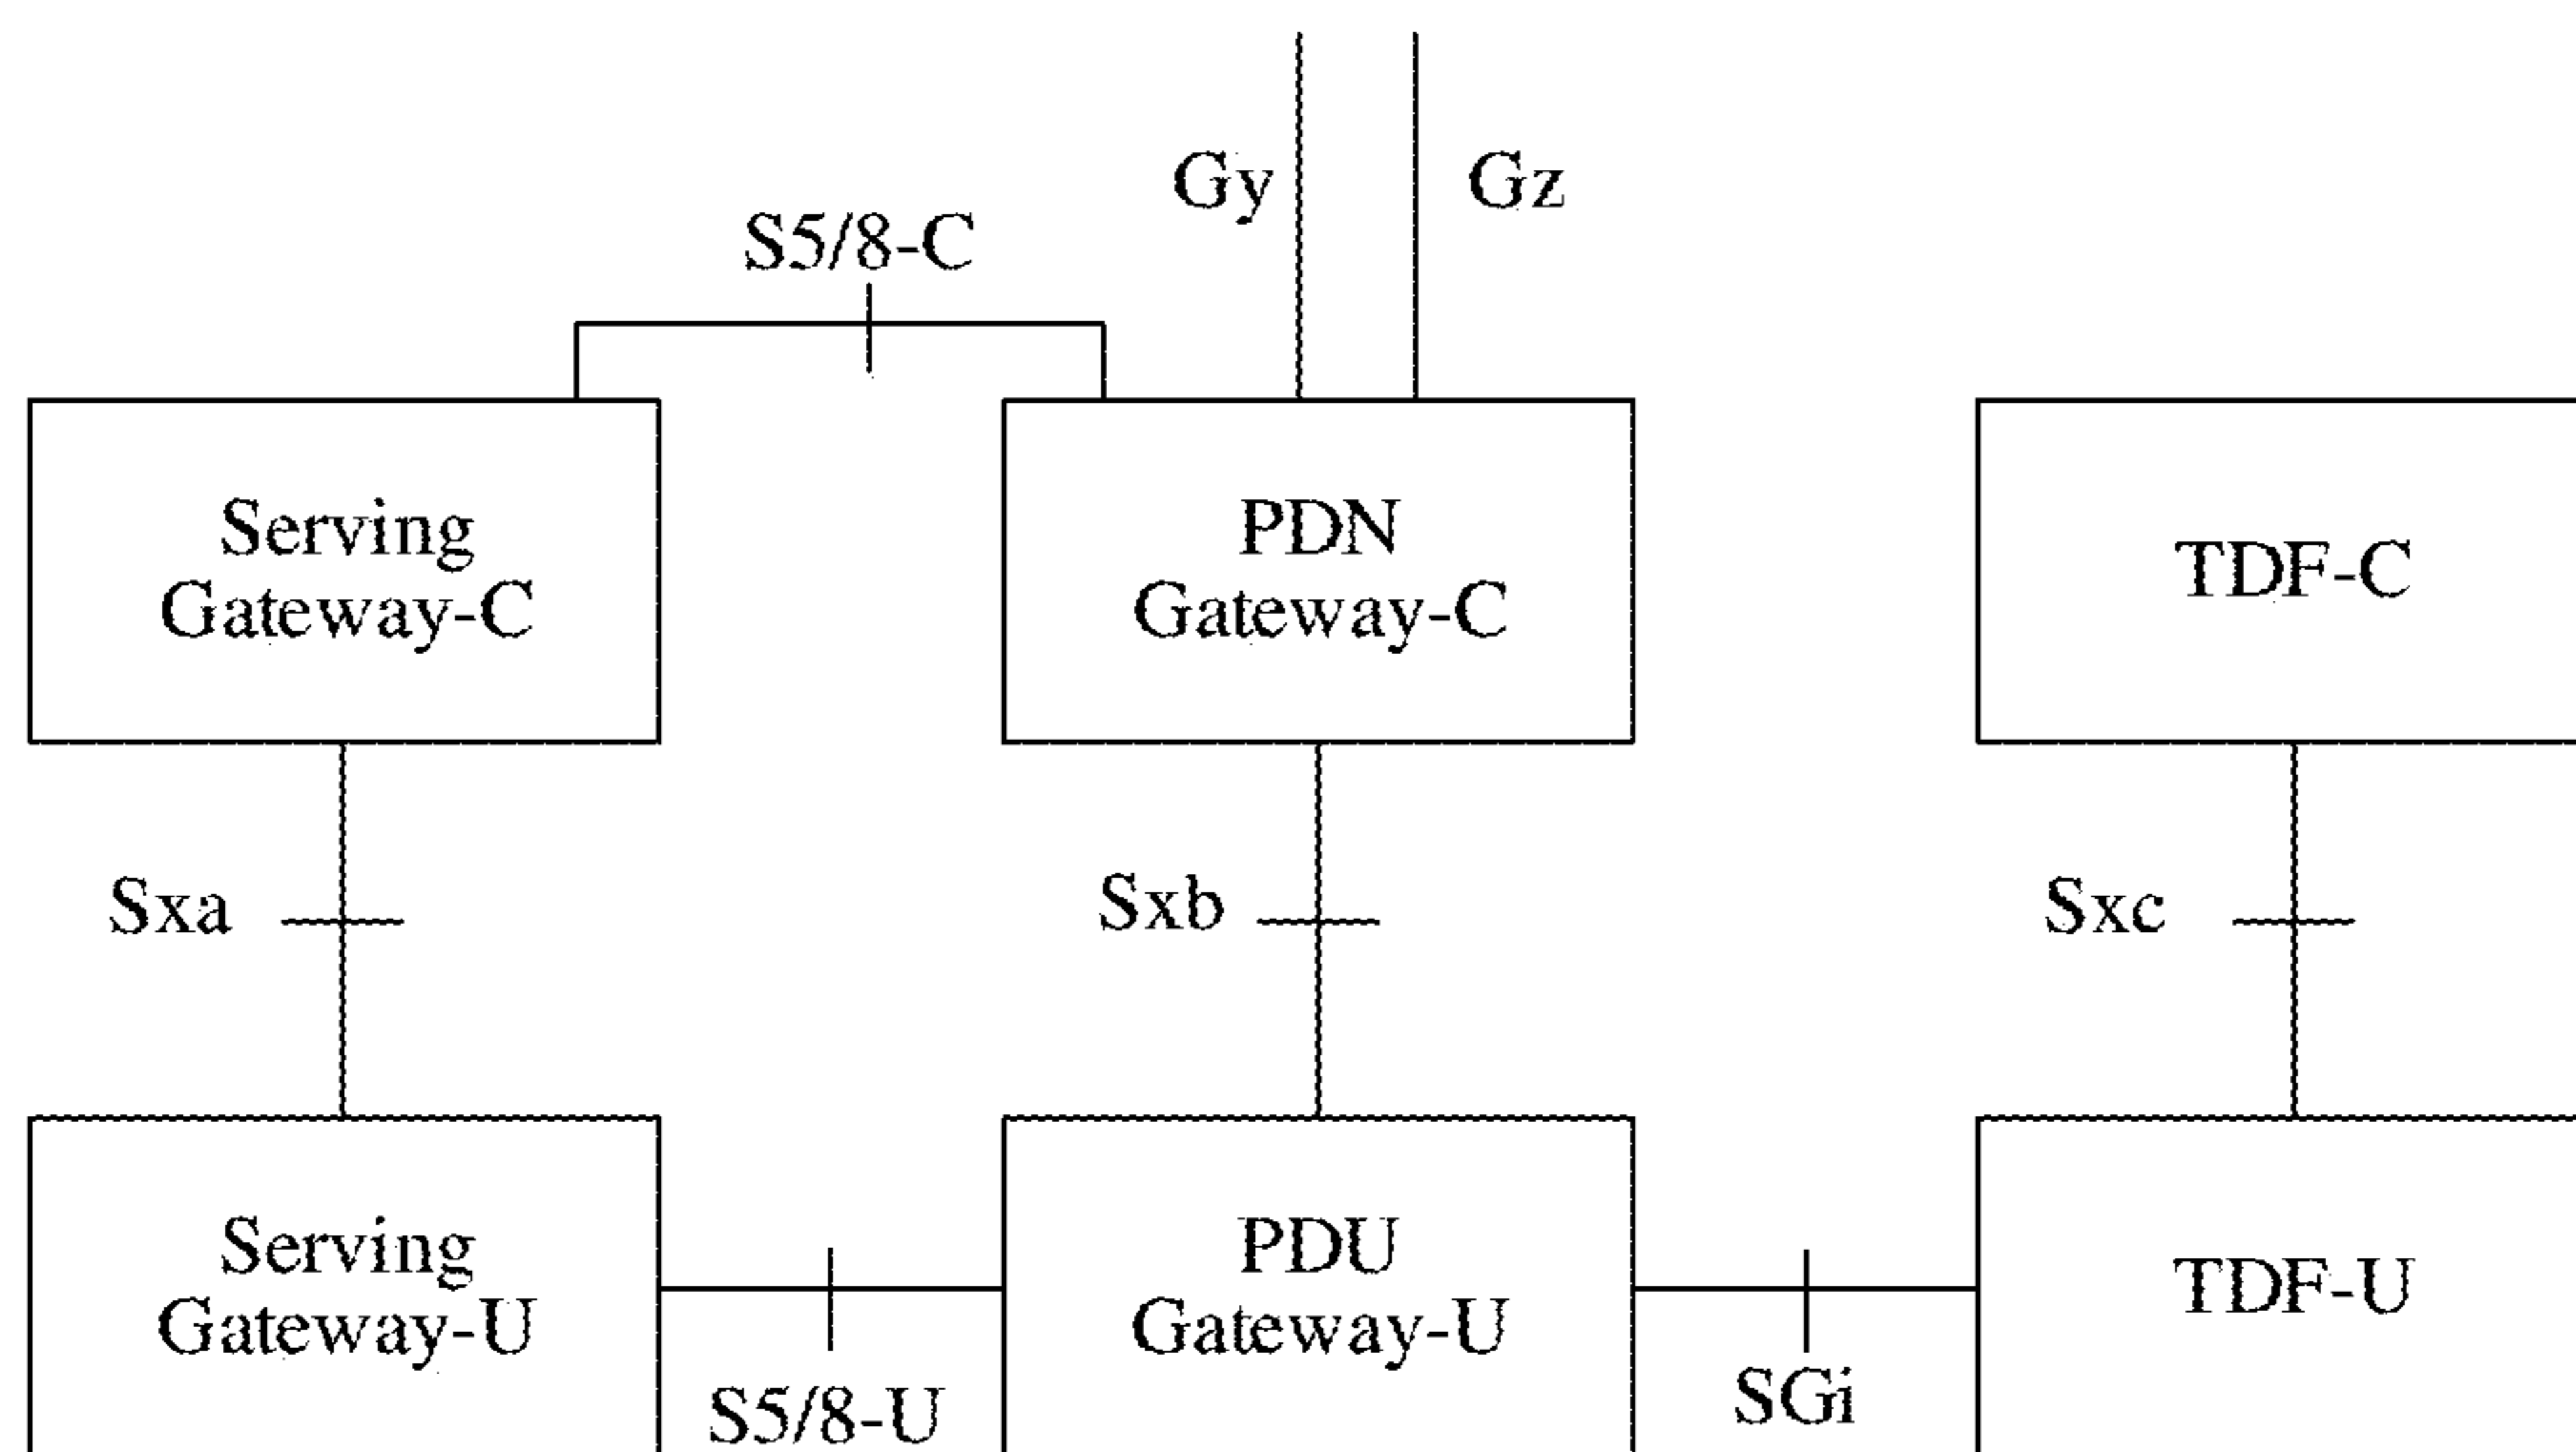 Gy
Gz
S5/8-C
Serving
Gateway-C
PDN
Gateway-C
TDF-C
Sxa
Sxb
Sxc
Serving
Gateway-U
PDU
Gateway-U
TDF-U
S5/8-U
SGi